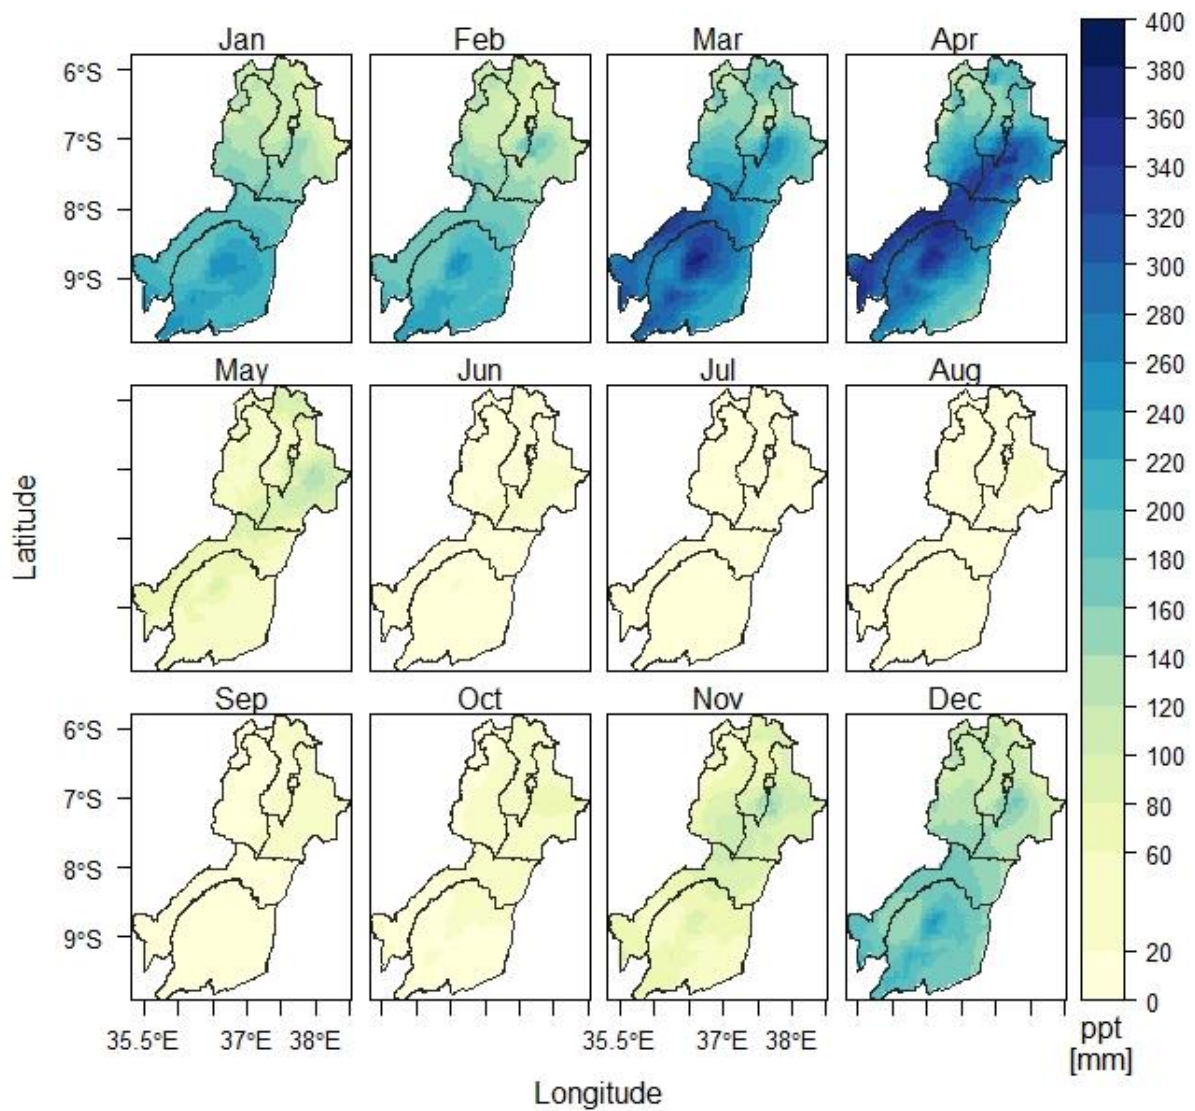 Jan Feb Mar Apr
6°S
7°S
8°S
9°S
May Jun Jul Aug
Sep Oct Nov Dec
6°S
7°S
8°S
9°S
35.5°E 37°E 38°E 35.5°E 37°E 38°E
Longitude
Latitude
400
380
360
340
320
300
280
260
240
220
200
180
160
140
120
100
80
60
20
0
ppt
[mm]